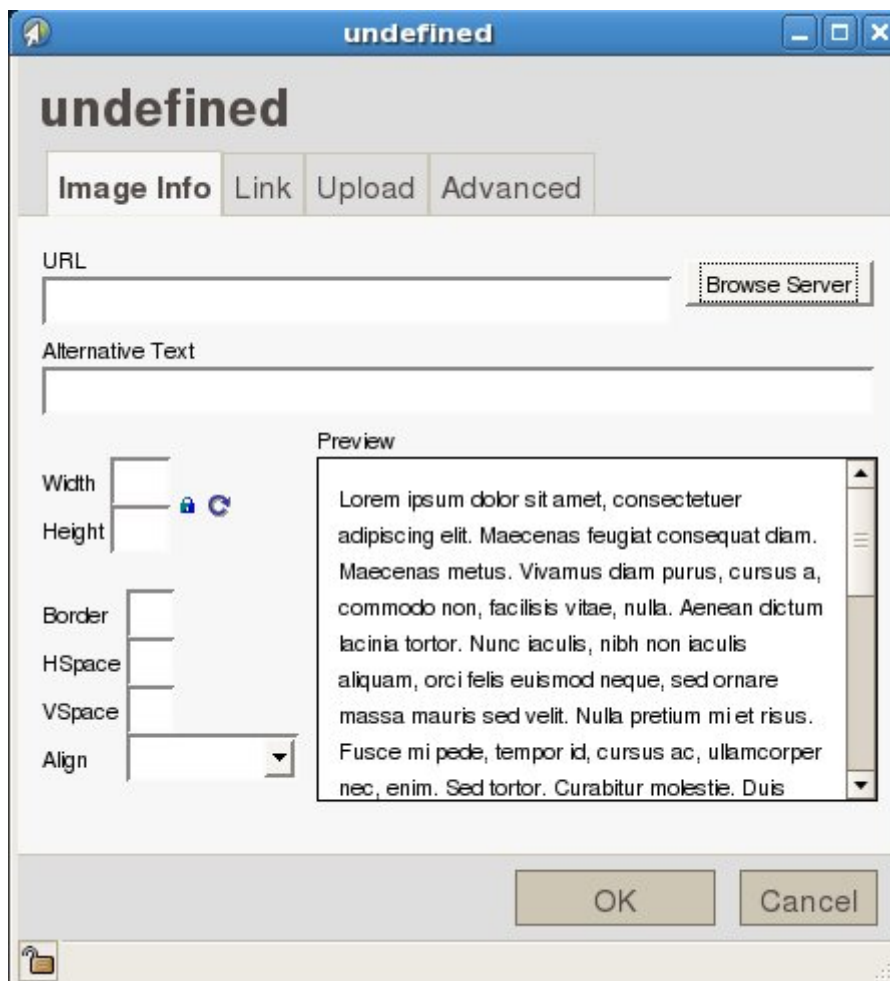 undefined
undefined
Image Info Link Upload Advanced
URL
Browse Server
Alternative Text
Preview
Width
Height
Border
HSpace
VSpace
Align
Lorem ipsum dolor sit amet, consectetuer
adipiscing elit. Maecenas feugiat consequat diam.
Maecenas metus. Vivamus diam purus, cursus a,
commodo non, facilisis vitae, nulla. Aenean dictum
lacinia tortor. Nunc iaculis, nibh non iaculis
aliquam, orci felis euismod neque, sed ornare
massa mauris sed velit. Nulla pretium mi et risus.
Fusce mi pede, tempor id, cursus ac, ullamcorper
nec, enim. Sed tortor. Curabitur molestie. Duis
OK Cancel